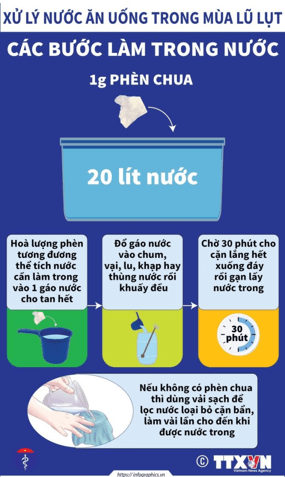 XỬ LÝ NƯỚC ĂN UỐNG TRONG MÙA LŨ LỤT
CÁC BƯỚC LÀM TRONG NƯỚC
1g PHÈN CHUA
20 lít nước
Hoà lượng phèn
tương đương
thể tích nước
cần làm trong
vào 1 gáo nước
cho tan hết
Đổ gáo nước
vào chum,
vại, lu, khạp hay
thùng nước rồi
khuấy đều
Chờ 30 phút cho
cặn lắng hết
xuống đáy
rồi gạn lấy
nước trong
30
phút
Nếu không có phèn chua
thì dùng vải sạch để
lọc nước loại bỏ cặn bẩn,
làm vài lần cho đến khi
được nước trong
© TTXVN
Vietnam News Agency
https://infographics.vn